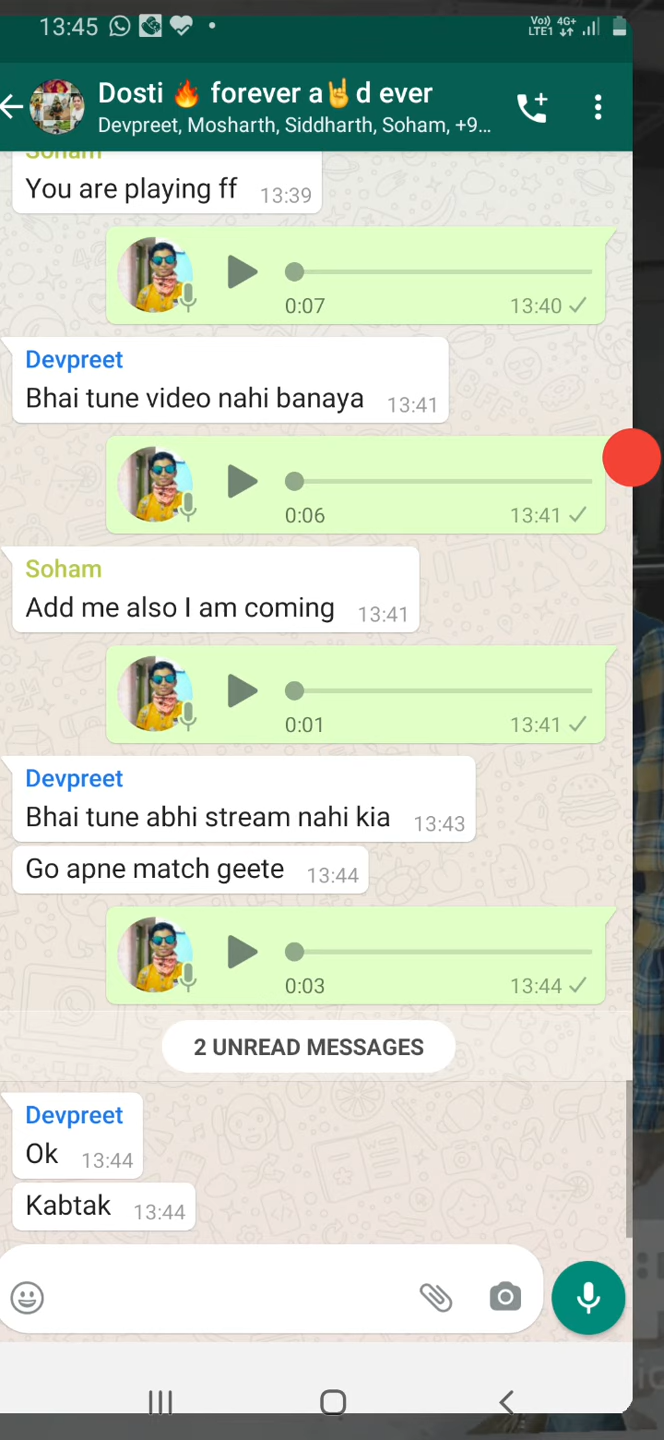 13:45
Vo)) 4G+
LTE1
Dosti 🔥 forever a🤘d ever
Devpreet, Mosharth, Siddharth, Soham, +9...
Soham
You are playing ff 13:39
0:07 13:40
Devpreet
Bhai tune video nahi banaya 13:41
0:06 13:41
Soham
Add me also I am coming 13:41
0:01 13:41
Devpreet
Bhai tune abhi stream nahi kia 13:43
Go apne match geete 13:44
0:03 13:44
2 UNREAD MESSAGES
Devpreet
Ok 13:44
Kabtak 13:44